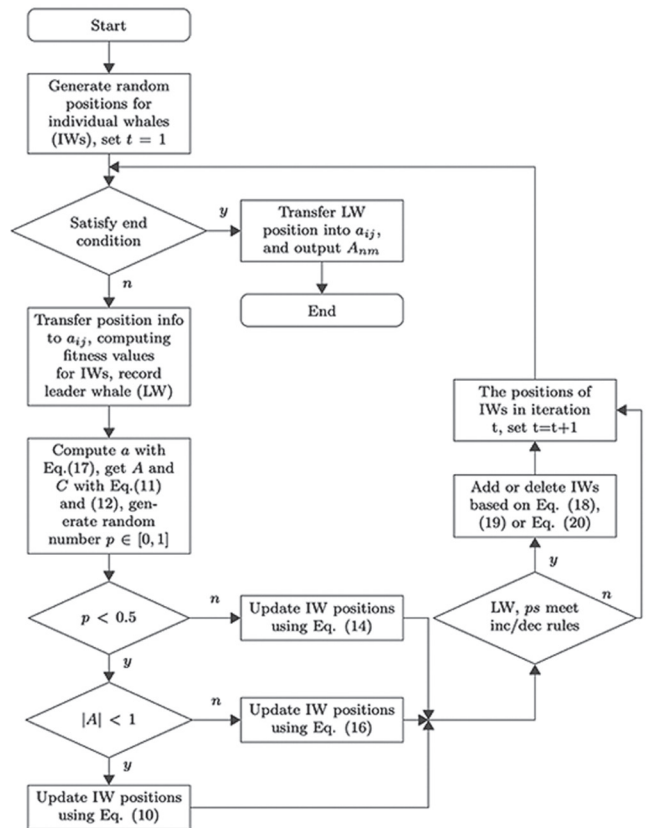 Start
Generate random
positions for
individual whales
(IWs), set t = 1
Satisfy end
condition
y
Transfer LW
position into aij,
and output Anm
n
End
Transfer position info
to aij, computing
fitness values
for IWs, record
leader whale (LW)
The positions of
IWs in iteration
t, set t=t+1
Compute a with
Eq.(17), get A and
C with Eq.(11)
and (12), gen-
erate random
number p ∈ [0, 1]
Add or delete IWs
based on Eq. (18),
(19) or Eq. (20)
y
n
LW, ps meet
inc/dec rules
p < 0.5
n
Update IW positions
using Eq. (14)
y
|A| < 1
n
Update IW positions
using Eq. (16)
y
Update IW positions
using Eq. (10)